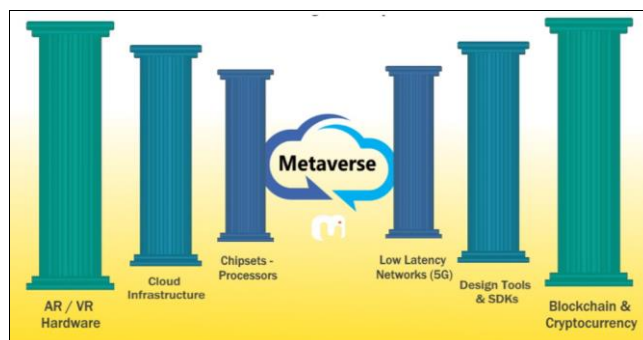 Metaverse
AR / VR
Hardware
Cloud
Infrastructure
Chipsets -
Processors
Low Latency
Networks (5G)
Design Tools
& SDKs
Blockchain &
Cryptocurrency